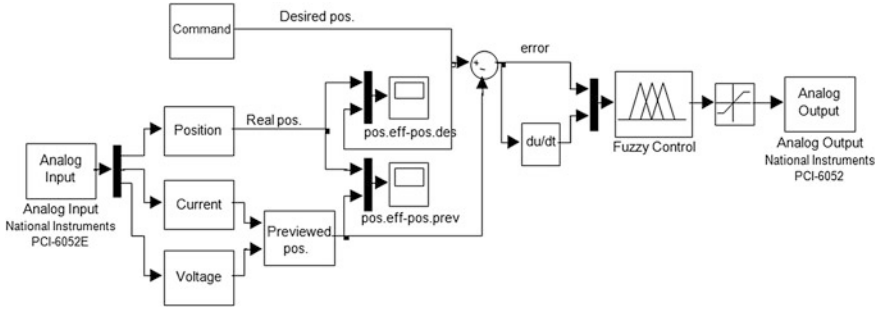 Desired pos.
Command
error
+
-
Analog
Output
Analog Output
National Instruments
PCI-6052
Fuzzy Control
du/dt
pos.eff-pos.des
Position
Real pos.
Analog
Input
Analog Input
National Instruments
PCI-6052E
Current
Previewed
pos.
pos.eff-pos.prev
Voltage